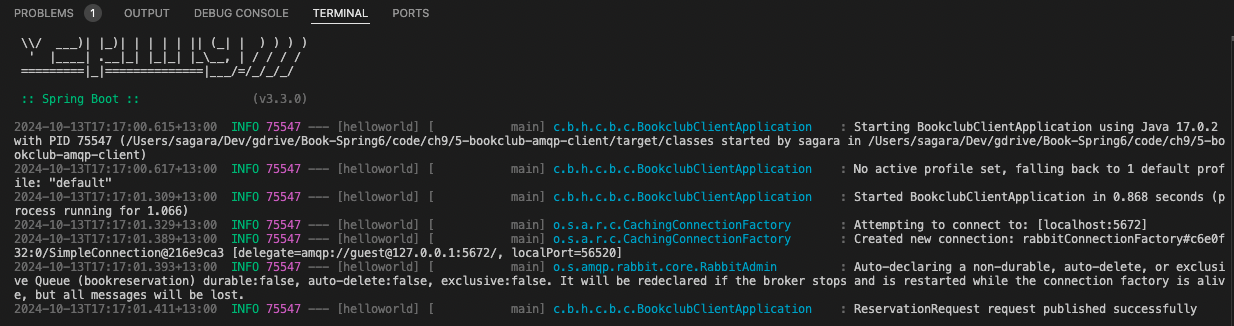 PROBLEMS 1 OUTPUT DEBUG CONSOLE TERMINAL PORTS
 \\/  ___)| |_)| | | | | || (_| |  ) ) ) )
  '  |____| .__|_| |_|_| |_\__, | / / / /
 =========|_|==============|___/=/_/_/_/
 :: Spring Boot ::                (v3.3.0)
2024-10-13T17:17:00.615+13:00  INFO 75547 --- [helloworld] [           main] c.b.h.c.b.c.BookclubClientApplication    : Starting BookclubClientApplication using Java 17.0.2
with PID 75547 (/Users/sagara/Dev/gdrive/Book-Spring6/code/ch9/5-bookclub-amqp-client/target/classes started by sagara in /Users/sagara/Dev/gdrive/Book-Spring6/code/ch9/5-bo
okclub-amqp-client)
2024-10-13T17:17:00.617+13:00  INFO 75547 --- [helloworld] [           main] c.b.h.c.b.c.BookclubClientApplication    : No active profile set, falling back to 1 default prof
ile: "default"
2024-10-13T17:17:01.309+13:00  INFO 75547 --- [helloworld] [           main] c.b.h.c.b.c.BookclubClientApplication    : Started BookclubClientApplication in 0.868 seconds (p
rocess running for 1.066)
2024-10-13T17:17:01.329+13:00  INFO 75547 --- [helloworld] [           main] o.s.a.r.c.CachingConnectionFactory       : Attempting to connect to: [localhost:5672]
2024-10-13T17:17:01.389+13:00  INFO 75547 --- [helloworld] [           main] o.s.a.r.c.CachingConnectionFactory       : Created new connection: rabbitConnectionFactory#c6e0f
32:0/SimpleConnection@216e9ca3 [delegate=amqp://guest@127.0.0.1:5672/, localPort=56520]
2024-10-13T17:17:01.393+13:00  INFO 75547 --- [helloworld] [           main] o.s.amqp.rabbit.core.RabbitAdmin         : Auto-declaring a non-durable, auto-delete, or exclusi
ve Queue (bookreservation) durable:false, auto-delete:false, exclusive:false. It will be redeclared if the broker stops and is restarted while the connection factory is aliv
e, but all messages will be lost.
2024-10-13T17:17:01.411+13:00  INFO 75547 --- [helloworld] [           main] c.b.h.c.b.c.BookclubClientApplication    : ReservationRequest request published successfully